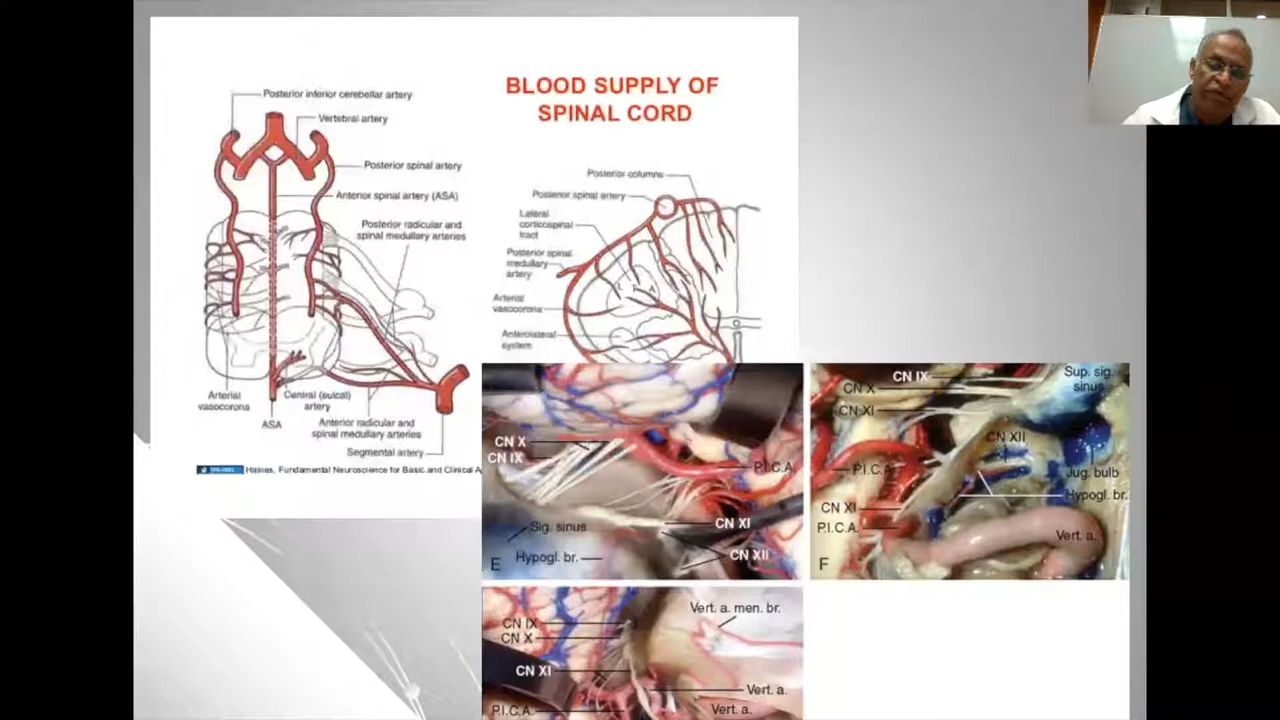 BLOOD SUPPLY OF
SPINAL CORD
Posterior inferior cerebellar artery
Vertebral artery
Posterior spinal artery
Anterior spinal artery (ASA)
Posterior radicular and
spinal medullary arteries
Arterial
vasocorona
Central (sulcal)
artery
ASA
Anterior radicular and
spinal medullary arteries
Segmental artery
Haines, Fundamental Neuroscience for Basic and Clinical A
Posterior columns
Posterior spinal artery
Lateral
corticospinal
tract
Posterior spinal
medullary
artery
Arterial
vasocorona
Anterolateral
system
CN X
CN IX
P.I.C.A.
Sig. sinus
CN XI
Hypogl. br.
CN XII
E
CN IX
Sup. sig.
sinus
CN X
CN XI
CN XII
P.I.C.A.
Jug. bulb
Hypogl. br.
CN XI
P.I.C.A.
Vert. a.
F
Vert. a. men. br.
CN IX
CN X
CN XI
Vert. a.
P.I.C.A.
Vert. a.